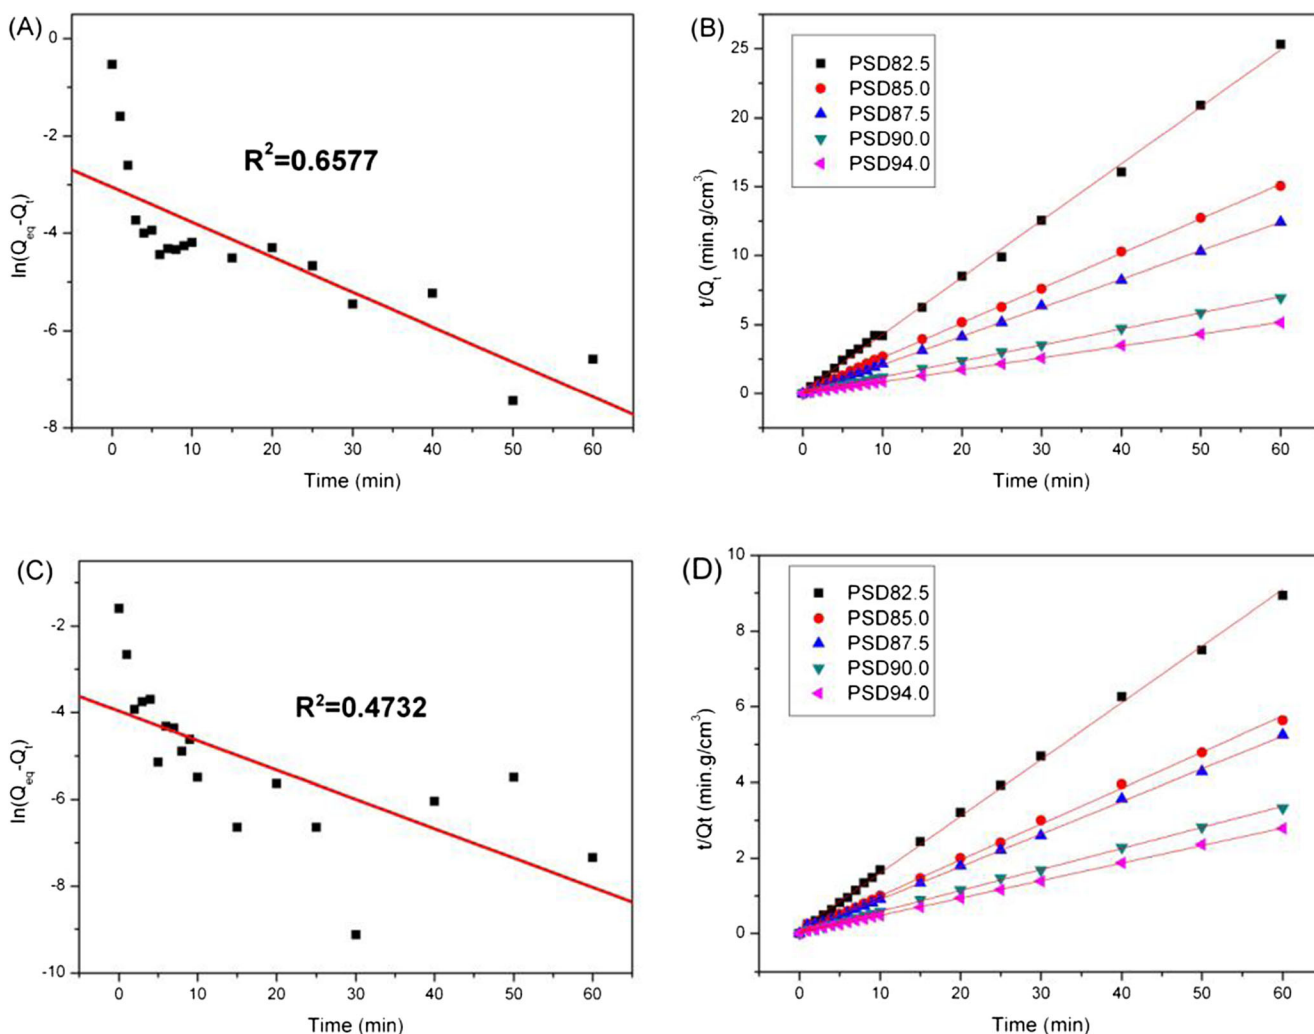 (A)
0
-2
-4
-6
-8
ln(Qeq-Qt)
R2=0.6577
0 10 20 30 40 50 60
Time (min)
(B)
25
20
15
10
5
0
t/Qt (min.g/cm3)
PSD82.5
PSD85.0
PSD87.5
PSD90.0
PSD94.0
0 10 20 30 40 50 60
Time (min)
(C)
-2
-4
-6
-8
-10
ln(Qeq-Qt)
R2=0.4732
0 10 20 30 40 50 60
Time (min)
(D)
10
8
6
4
2
0
t/Qt (min.g/cm3)
PSD82.5
PSD85.0
PSD87.5
PSD90.0
PSD94.0
0 10 20 30 40 50 60
Time (min)